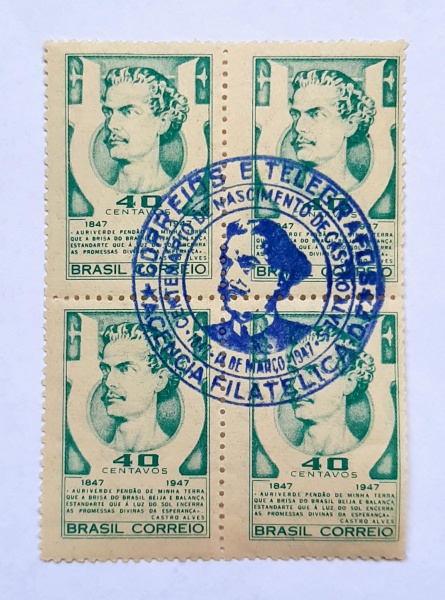 40
CENTAVOS
1847 1947
- AURIVERDE PENDÃO DE MINHA TERRA
QUE A BRISA DO BRASIL BEIJA E BALANÇA
ESTANDARTE QUE Á LUZ DO SOL ENCERRA
AS PROMESSAS DIVINAS DA ESPERANÇA -
BRASIL CORREIO
1947
BRASIL CORREIO
40
CENTAVOS
1847 1947
- AURIVERDE PENDÃO DE MINHA TERRA
QUE A BRISA DO BRASIL BEIJA E BALANÇA
ESTANDARTE QUE Á LUZ DO SOL ENCERRA
AS PROMESSAS DIVINAS DA ESPERANÇA -
CASTRO ALVES
BRASIL CORREIO
40
CENTAVOS
1847 1947
- AURIVERDE PENDÃO DE MINHA TERRA
QUE A BRISA DO BRASIL BEIJA E BALANÇA
ESTANDARTE QUE Á LUZ DO SOL ENCERRA
AS PROMESSAS DIVINAS DA ESPERANÇA -
CASTRO ALVES
BRASIL CORREIO
CORREIOS E TELEGRAFOS
AGENCIA FILATELICA
NASCIMENTO DE CASTRO ALVES
DE MARÇO 1947